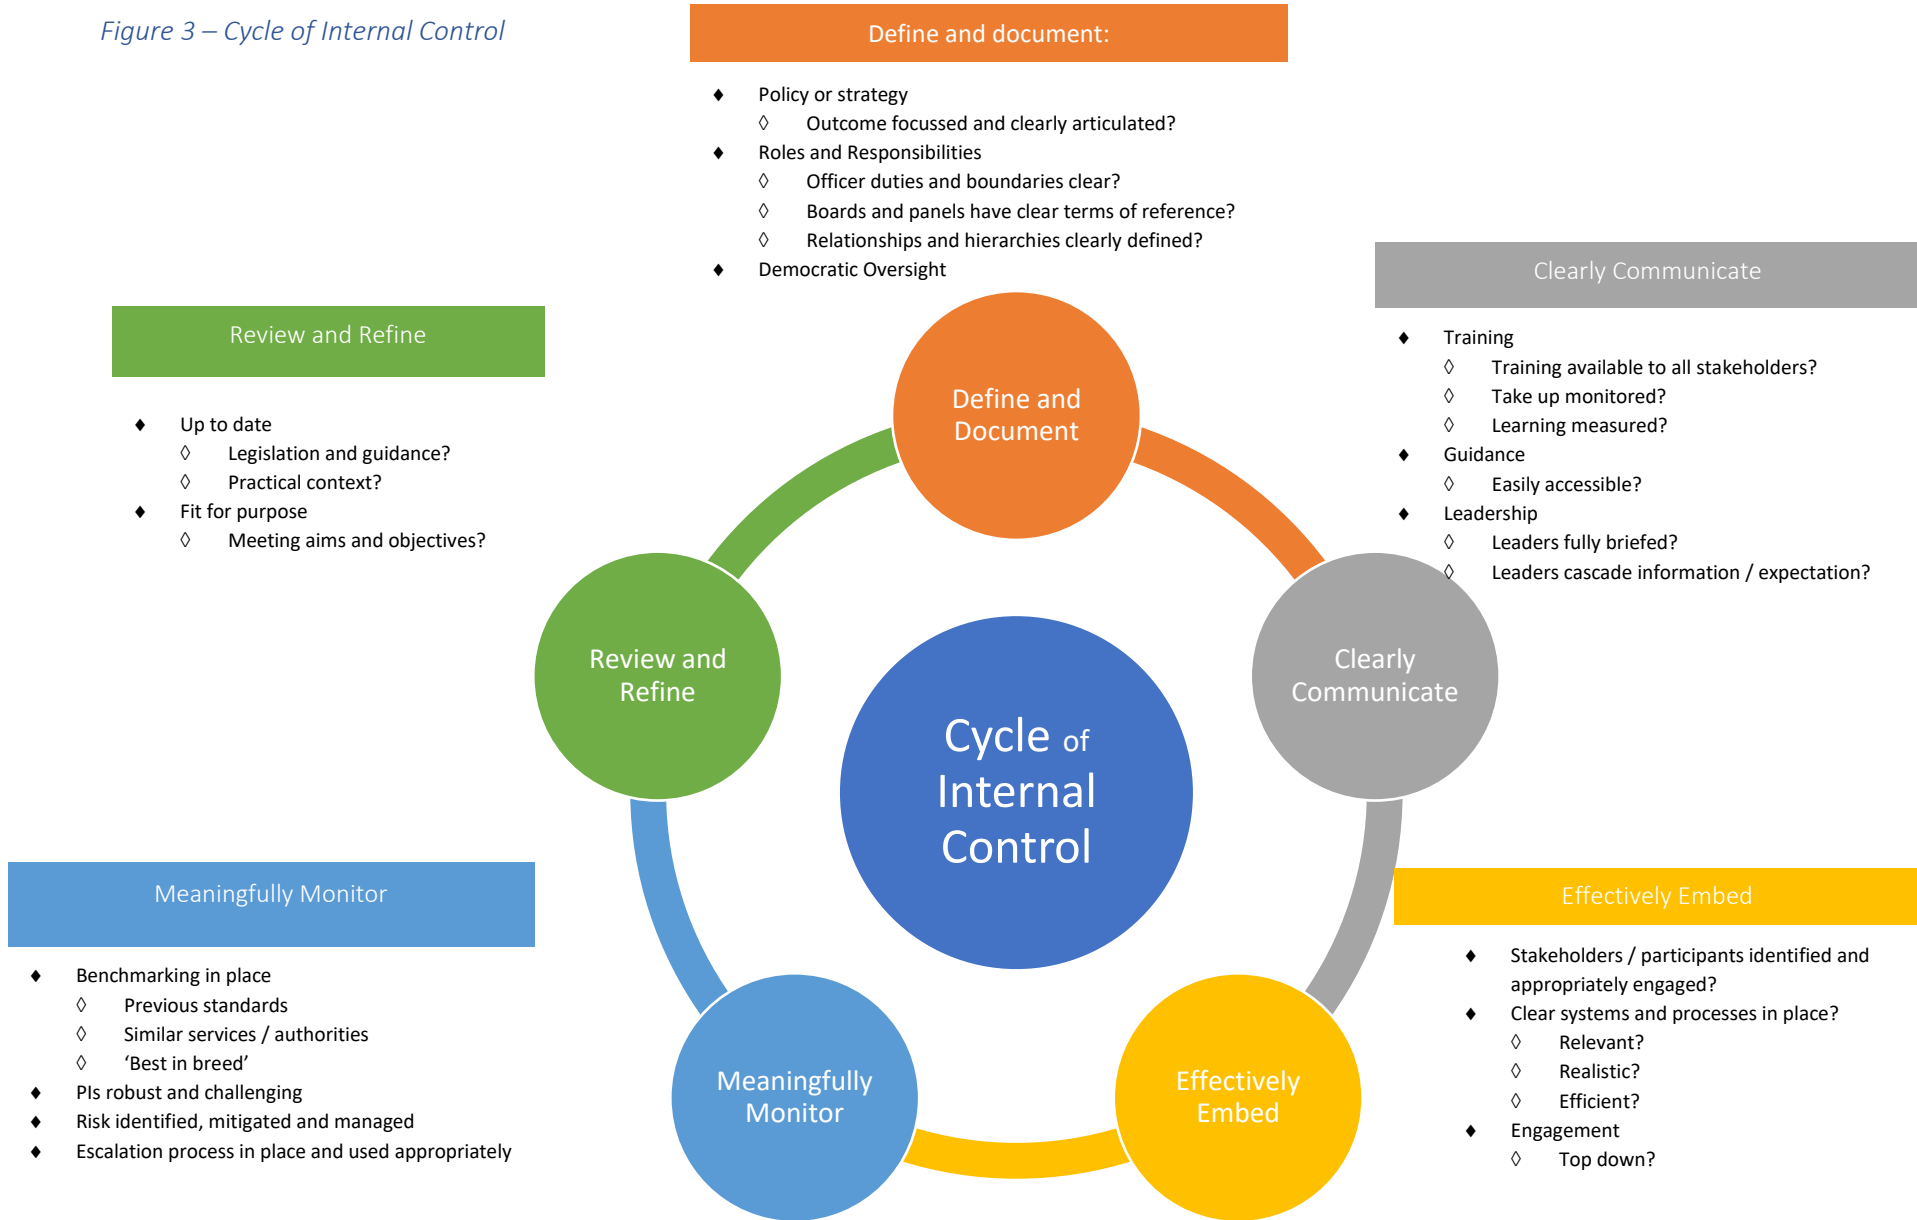 Figure 3 – Cycle of Internal Control
Define and document:
♦ Policy or strategy
◊ Outcome focussed and clearly articulated?
♦ Roles and Responsibilities
◊ Officer duties and boundaries clear?
◊ Boards and panels have clear terms of reference?
◊ Relationships and hierarchies clearly defined?
♦ Democratic Oversight
Clearly Communicate
♦ Training
◊ Training available to all stakeholders?
◊ Take up monitored?
◊ Learning measured?
♦ Guidance
◊ Easily accessible?
♦ Leadership
◊ Leaders fully briefed?
◊ Leaders cascade information / expectation?
Review and Refine
♦ Up to date
◊ Legislation and guidance?
◊ Practical context?
♦ Fit for purpose
◊ Meeting aims and objectives?
Define and
Document
Clearly
Communicate
Review and
Refine
Cycle of
Internal
Control
Meaningfully
Monitor
Effectively
Embed
Meaningfully Monitor
♦ Benchmarking in place
◊ Previous standards
◊ Similar services / authorities
◊ ‘Best in breed’
♦ PIs robust and challenging
♦ Risk identified, mitigated and managed
♦ Escalation process in place and used appropriately
Effectively Embed
♦ Stakeholders / participants identified and
appropriately engaged?
♦ Clear systems and processes in place?
◊ Relevant?
◊ Realistic?
◊ Efficient?
♦ Engagement
◊ Top down?